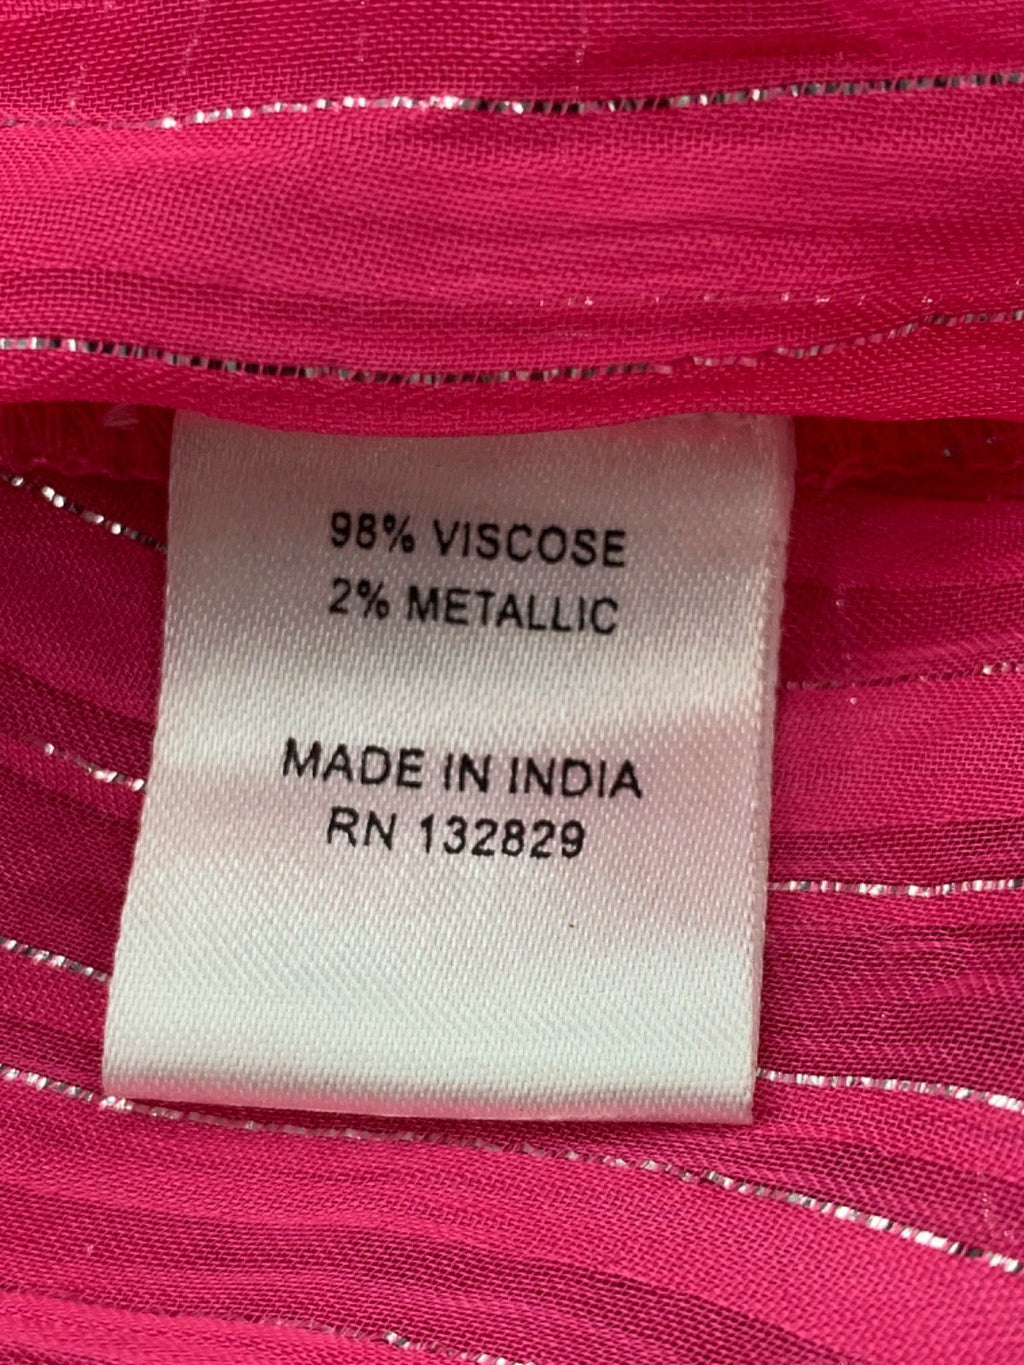 98% VISCOSE
2% METALLIC
MADE IN INDIA
RN 132829